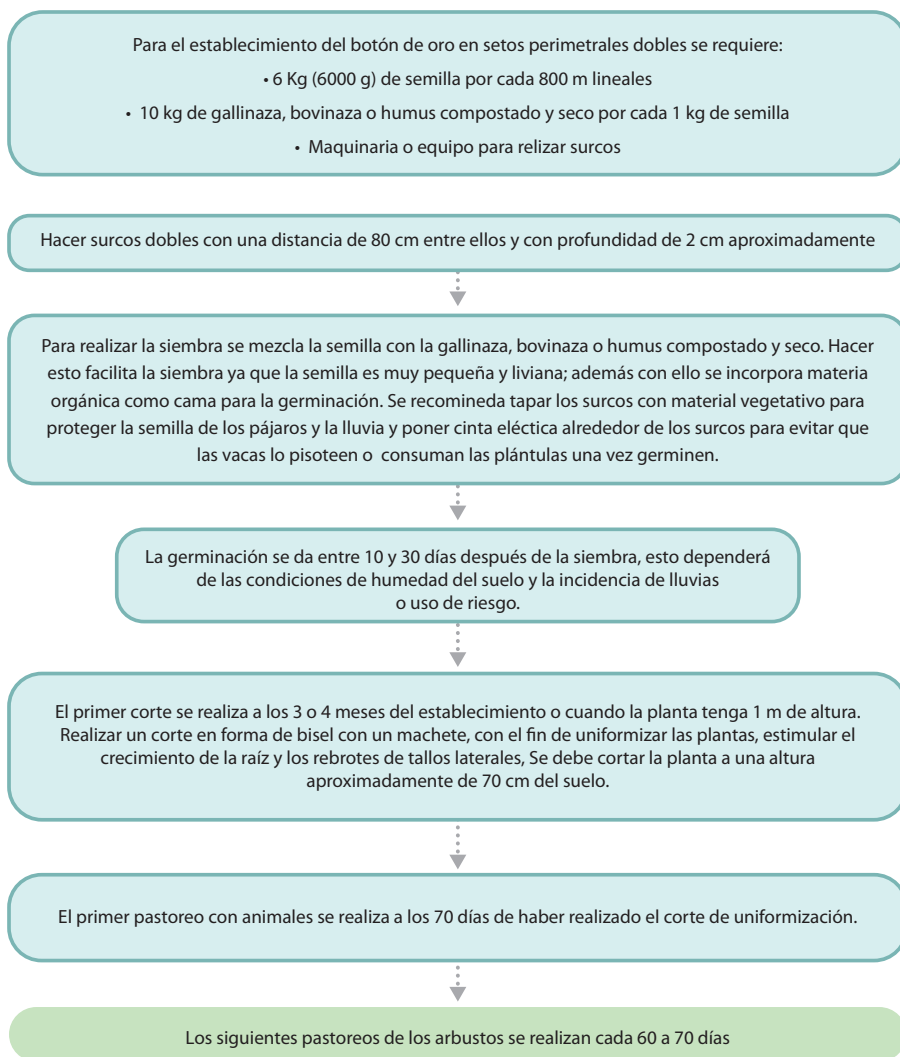 Para el establecimiento del botón de oro en setos perimetrales dobles se requiere:
• 6 Kg (6000 g) de semilla por cada 800 m lineales
• 10 kg de gallinaza, bovinaza o humus compostado y seco por cada 1 kg de semilla
• Maquinaria o equipo para relizar surcos
Hacer surcos dobles con una distancia de 80 cm entre ellos y con profundidad de 2 cm aproximadamente
Para realizar la siembra se mezcla la semilla con la gallinaza, bovinaza o humus compostado y seco. Hacer
esto facilita la siembra ya que la semilla es muy pequeña y liviana; además con ello se incorpora materia
orgánica como cama para la germinación. Se recomineda tapar los surcos con material vegetativo para
proteger la semilla de los pájaros y la lluvia y poner cinta eléctica alrededor de los surcos para evitar que
las vacas lo pisoteen o consuman las plántulas una vez germinen.
La germinación se da entre 10 y 30 días después de la siembra, esto dependerá
de las condiciones de humedad del suelo y la incidencia de lluvias
o uso de riesgo.
El primer corte se realiza a los 3 o 4 meses del establecimiento o cuando la planta tenga 1 m de altura.
Realizar un corte en forma de bisel con un machete, con el fin de uniformizar las plantas, estimular el
crecimiento de la raíz y los rebrotes de tallos laterales, Se debe cortar la planta a una altura
aproximadamente de 70 cm del suelo.
El primer pastoreo con animales se realiza a los 70 días de haber realizado el corte de uniformización.
Los siguientes pastoreos de los arbustos se realizan cada 60 a 70 días